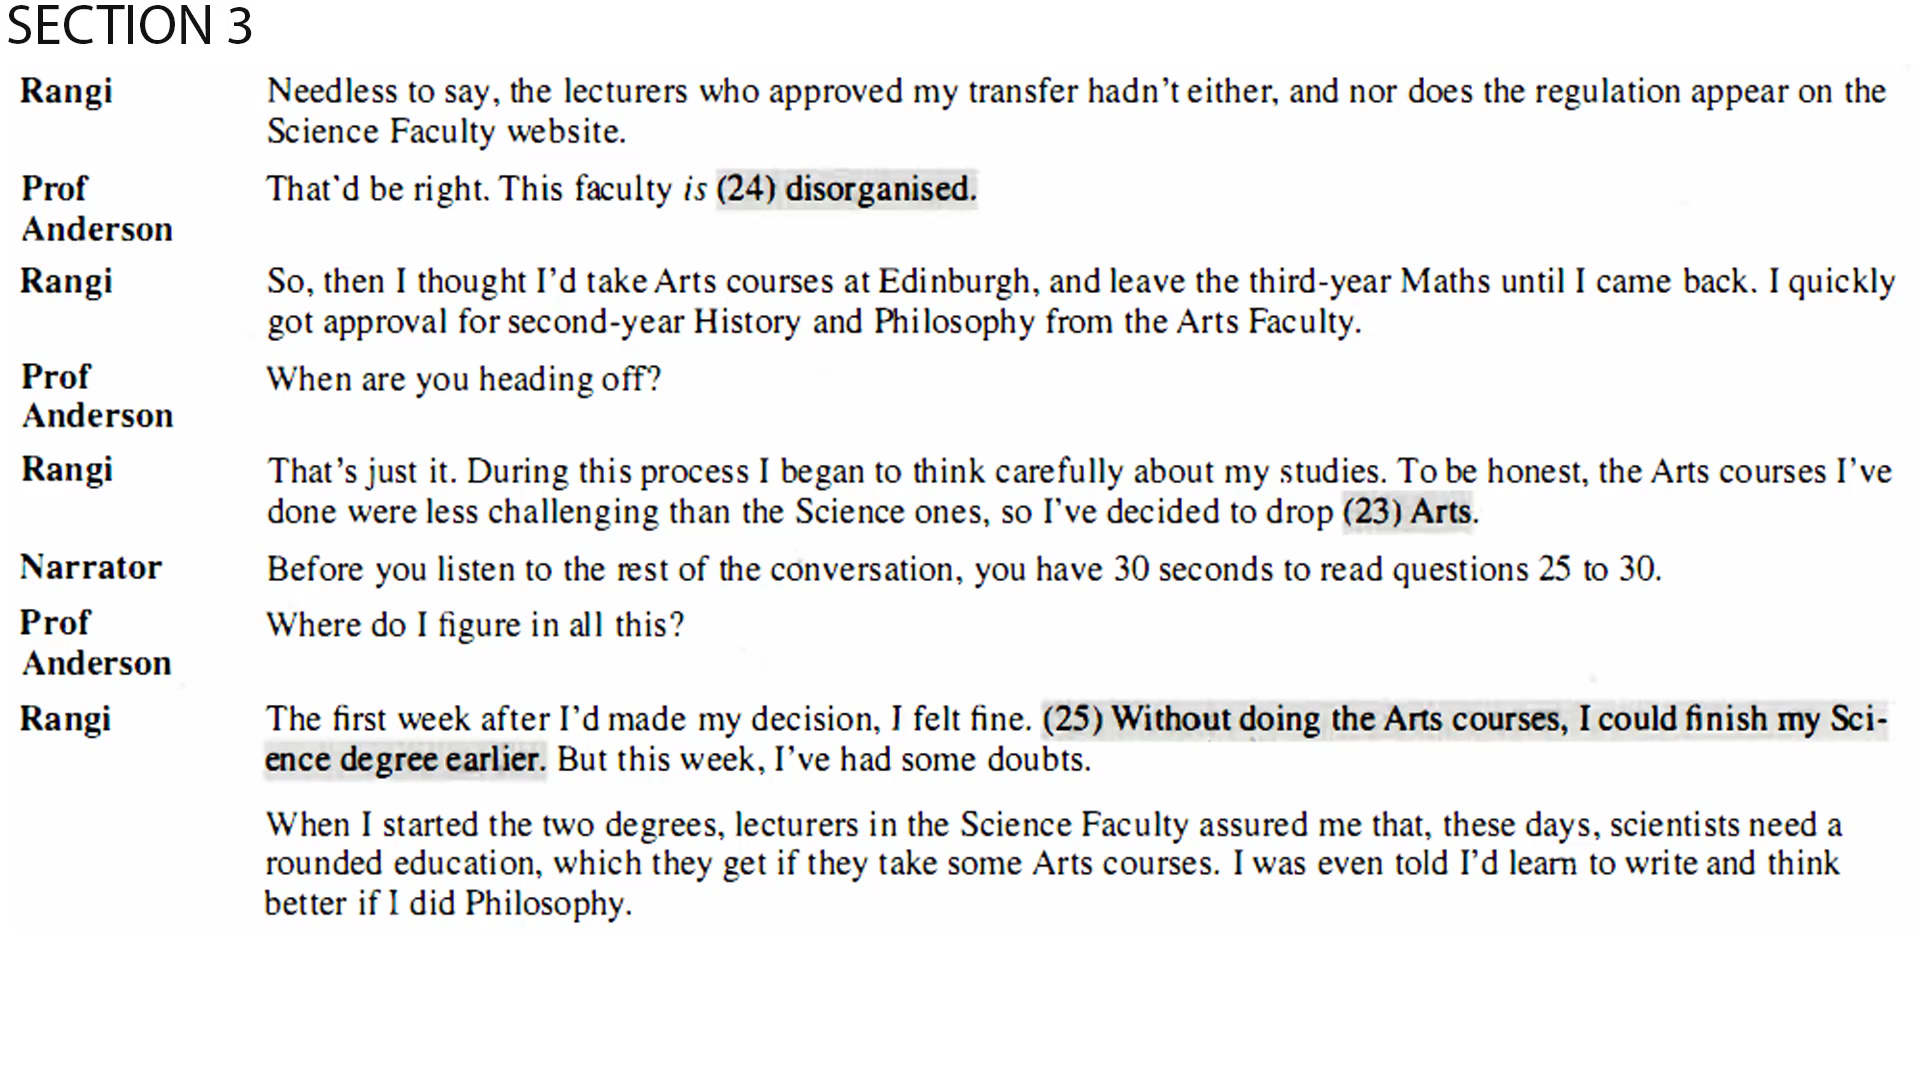 SECTION 3
Rangi Needless to say, the lecturers who approved my transfer hadn't either, and nor does the regulation appear on the
Science Faculty website.
Prof That'd be right. This faculty is (24) disorganised.
Anderson
Rangi So, then I thought I'd take Arts courses at Edinburgh, and leave the third-year Maths until I came back. I quickly
got approval for second-year History and Philosophy from the Arts Faculty.
Prof When are you heading off?
Anderson
Rangi That's just it. During this process I began to think carefully about my studies. To be honest, the Arts courses I've
done were less challenging than the Science ones, so I've decided to drop (23) Arts.
Narrator Before you listen to the rest of the conversation, you have 30 seconds to read questions 25 to 30.
Prof Where do I figure in all this?
Anderson
Rangi The first week after I'd made my decision, I felt fine. (25) Without doing the Arts courses, I could finish my Sci-
ence degree earlier. But this week, I've had some doubts.
When I started the two degrees, lecturers in the Science Faculty assured me that, these days, scientists need a
rounded education, which they get if they take some Arts courses. I was even told I'd learn to write and think
better if I did Philosophy.